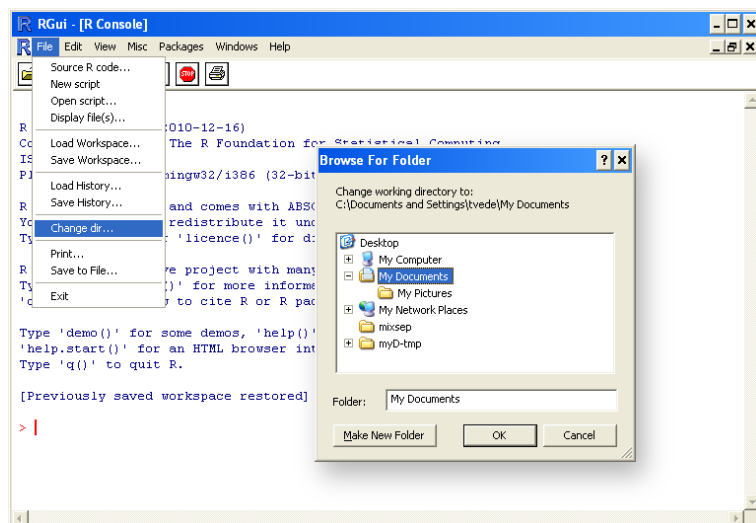 RGui - [R Console]
File Edit View Misc Packages Windows Help
Source R code...
New script
Open script...
Display file(s)...
Load Workspace...
Save Workspace...
Load History...
Save History...
Change dir...
Print...
Save to File...
Exit
STOP
R 2010-12-16)
The R Foundation for Statistical Computing
mingw32/i386 (32-bit
R and comes with ABSO
redistribute it und
'licence()' for di
R ve project with many
)' for more informa
to cite R or R pac
Type 'demo()' for some demos, 'help()'
'help.start()' for an HTML browser int
Type 'q()' to quit R.
[Previously saved workspace restored]
>
Browse For Folder
Change working directory to:
C:\Documents and Settings\tvede\My Documents
Desktop
My Computer
My Documents
My Pictures
My Network Places
mixsep
myD-tmp
Folder: My Documents
Make New Folder OK Cancel